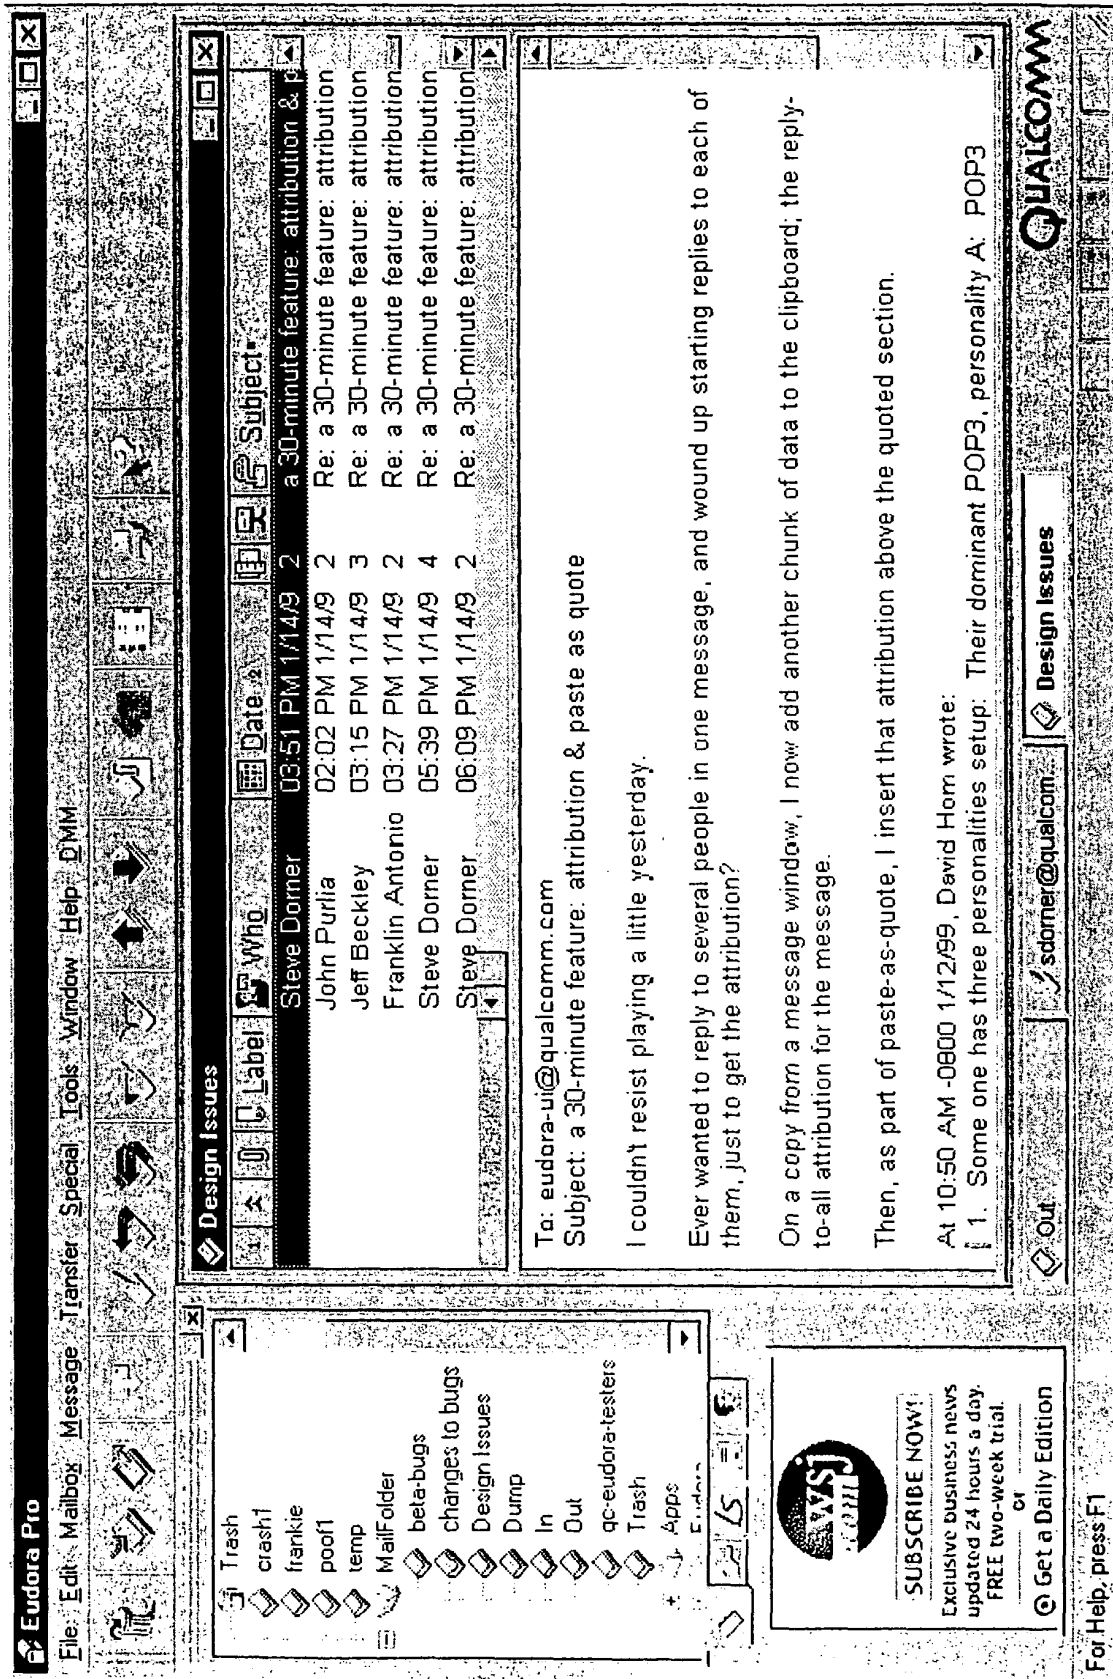 Eudora Pro
File Edit Mailbox Message Transfer Special Tools Window Help DMM
Trash
crash1
frankie
poof1
temp
MailFolder
beta-bugs
changes to bugs
Design Issues
Dump
In
Out
qc-eudora-testers
Trash
Apps
wsj
.com
SUBSCRIBE NOW!
Exclusive business news
updated 24 hours a day.
FREE two-week trial.
or
Get a Daily Edition
Design Issues
Label Who Date Subject
Steve Dorner 03:51 PM 1/14/9 2 a 30-minute feature: attribution & p
John Purlia 02:02 PM 1/14/9 2 Re: a 30-minute feature: attribution
Jeff Beckley 03:15 PM 1/14/9 3 Re: a 30-minute feature: attribution
Franklin Antonio 03:27 PM 1/14/9 2 Re: a 30-minute feature: attribution
Steve Dorner 05:39 PM 1/14/9 4 Re: a 30-minute feature: attribution
Steve Dorner 06:09 PM 1/14/9 2 Re: a 30-minute feature: attribution
To: eudora-ui@qualcomm.com
Subject: a 30-minute feature: attribution & paste as quote
I couldn't resist playing a little yesterday.
Ever wanted to reply to several people in one message, and wound up starting replies to each of
them, just to get the attribution?
On a copy from a message window, I now add another chunk of data to the clipboard; the reply-
to-all attribution for the message.
Then, as part of paste-as-quote, I insert that attribution above the quoted section.
At 10:50 AM -0800 1/12/99, David Horn wrote:
1. Some one has three personalities setup: Their dominant POP3, personality A: POP3
Out sdorner@qualcom... Design Issues QUALCOMM
For Help, press F1